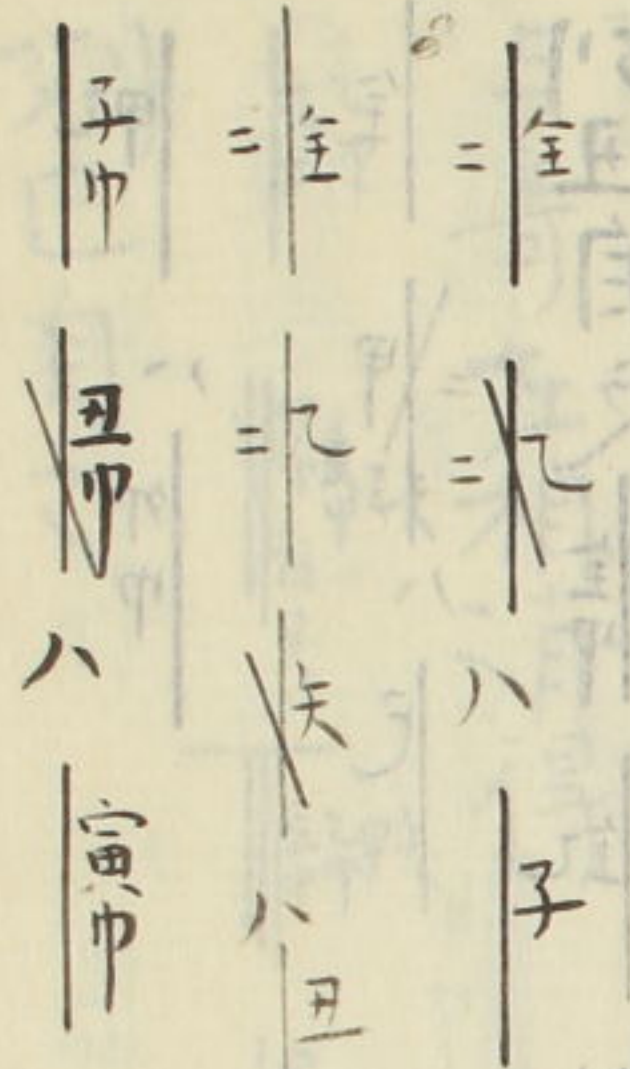 二｜全 二｜╲乙 八 ｜子
二｜全 二｜乙 ｜╲矢 八 ｜丑
｜子巾 ｜╲丑巾 八 ｜寅巾